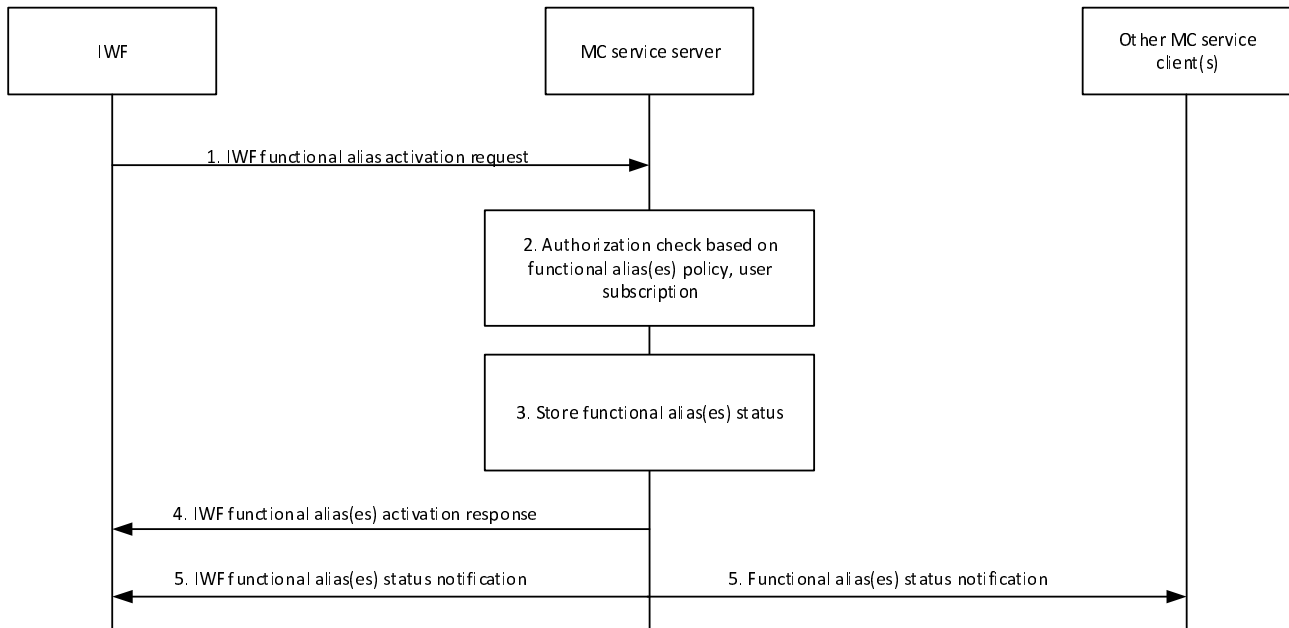 IWF
MC service server
Other MC service
client(s)
1. IWF functional alias activation request
2. Authorization check based on
functional alias(es) policy, user
subscription
3. Store functional alias(es) status
4. IWF functional alias(es) activation response
5. IWF functional alias(es) status notification
5. Functional alias(es) status notification